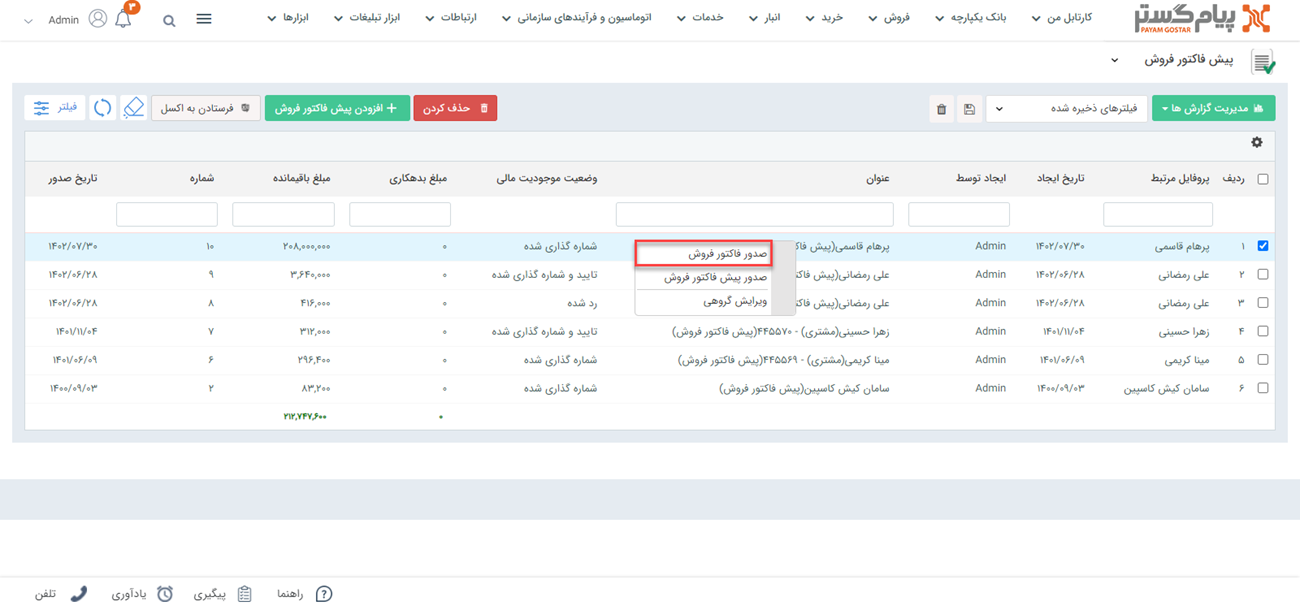 پیام گستر
PAYAM GOSTAR
کارتابل من
بانک یکپارچه
فروش
خرید
انبار
خدمات
اتوماسیون و فرآیندهای سازمانی
ارتباطات
ابزار تبلیغات
ابزارها
۳
Admin
پیش فاکتور فروش
مدیریت گزارش ها
فیلترهای ذخیره شده
حذف کردن
+ افزودن پیش فاکتور فروش
فرستادن به اکسل
فیلتر
ردیف پروفایل مرتبط تاریخ ایجاد ایجاد توسط عنوان وضعیت موجودیت مالی مبلغ بدهکاری مبلغ باقیمانده شماره تاریخ صدور
۱ پرهام قاسمی ۱۴۰۲/۰۷/۳۰ Admin پرهام قاسمی(پیش فاک شماره گذاری شده ۰ ۲۰۸,۰۰۰,۰۰۰ ۱۰ ۱۴۰۲/۰۷/۳۰
صدور فاکتور فروش
۲ علی رمضانی ۱۴۰۲/۰۶/۲۸ Admin علی رمضانی(پیش فاکت تایید و شماره گذاری شده ۰ ۳,۶۴۰,۰۰۰ ۹ ۱۴۰۲/۰۶/۲۸
صدور پیش فاکتور فروش
۳ علی رمضانی ۱۴۰۲/۰۶/۲۸ Admin علی رمضانی(پیش فاکت رد شده ۰ ۴۱۶,۰۰۰ ۸ ۱۴۰۲/۰۶/۲۸
ویرایش گروهی
۴ زهرا حسینی ۱۴۰۱/۱۱/۰۴ Admin زهرا حسینی(مشتری) - ۴۴۵۵۷۰(پیش فاکتور فروش) تایید و شماره گذاری شده ۰ ۳۱۲,۰۰۰ ۷ ۱۴۰۱/۱۱/۰۴
۵ مینا کریمی ۱۴۰۱/۰۶/۰۹ Admin مینا کریمی(مشتری) - ۴۴۵۵۶۹(پیش فاکتور فروش) شماره گذاری شده ۰ ۲۹۶,۴۰۰ ۶ ۱۴۰۱/۰۶/۰۹
۶ سامان کیش کاسپین ۱۴۰۰/۰۹/۰۳ Admin سامان کیش کاسپین(پیش فاکتور فروش) شماره گذاری شده ۰ ۸۳,۲۰۰ ۲ ۱۴۰۰/۰۹/۰۳
۰ ۲۱۲,۷۴۷,۶۰۰
راهنما
پیگیری
یادآوری
تلفن